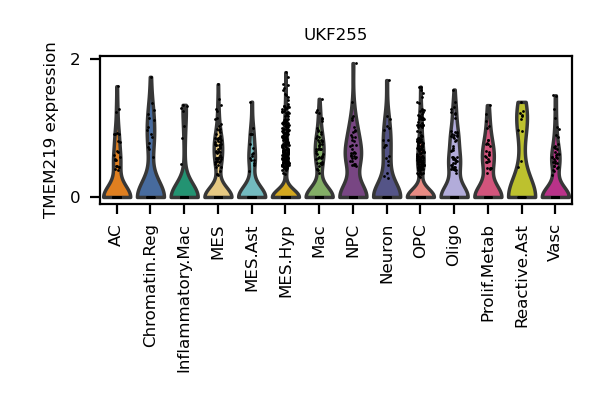 UKF255
TMEM219 expression
2
0
AC
Chromatin.Reg
Inflammatory.Mac
MES
MES.Ast
MES.Hyp
Mac
NPC
Neuron
OPC
Oligo
Prolif.Metab
Reactive.Ast
Vasc